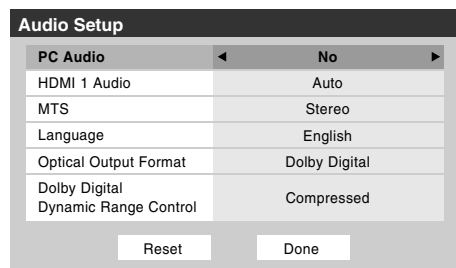 Audio Setup
PC Audio ◀ No ▶
HDMI 1 Audio Auto
MTS Stereo
Language English
Optical Output Format Dolby Digital
Dolby Digital
Dynamic Range Control Compressed
Reset Done